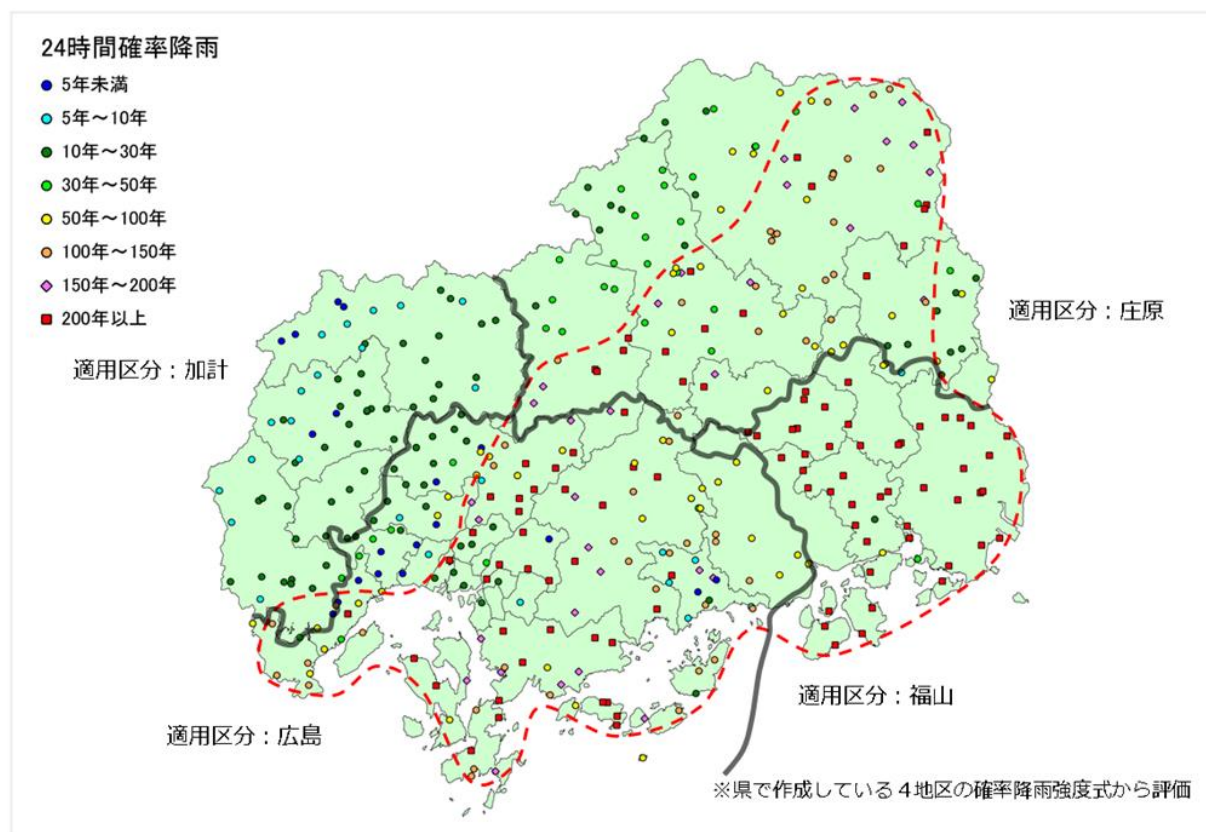 24時間確率降雨
5年未満
5年～10年
10年～30年
30年～50年
50年～100年
100年～150年
150年～200年
200年以上
適用区分：庄原
適用区分：加計
適用区分：福山
適用区分：広島
※県で作成している４地区の確率降雨強度式から評価